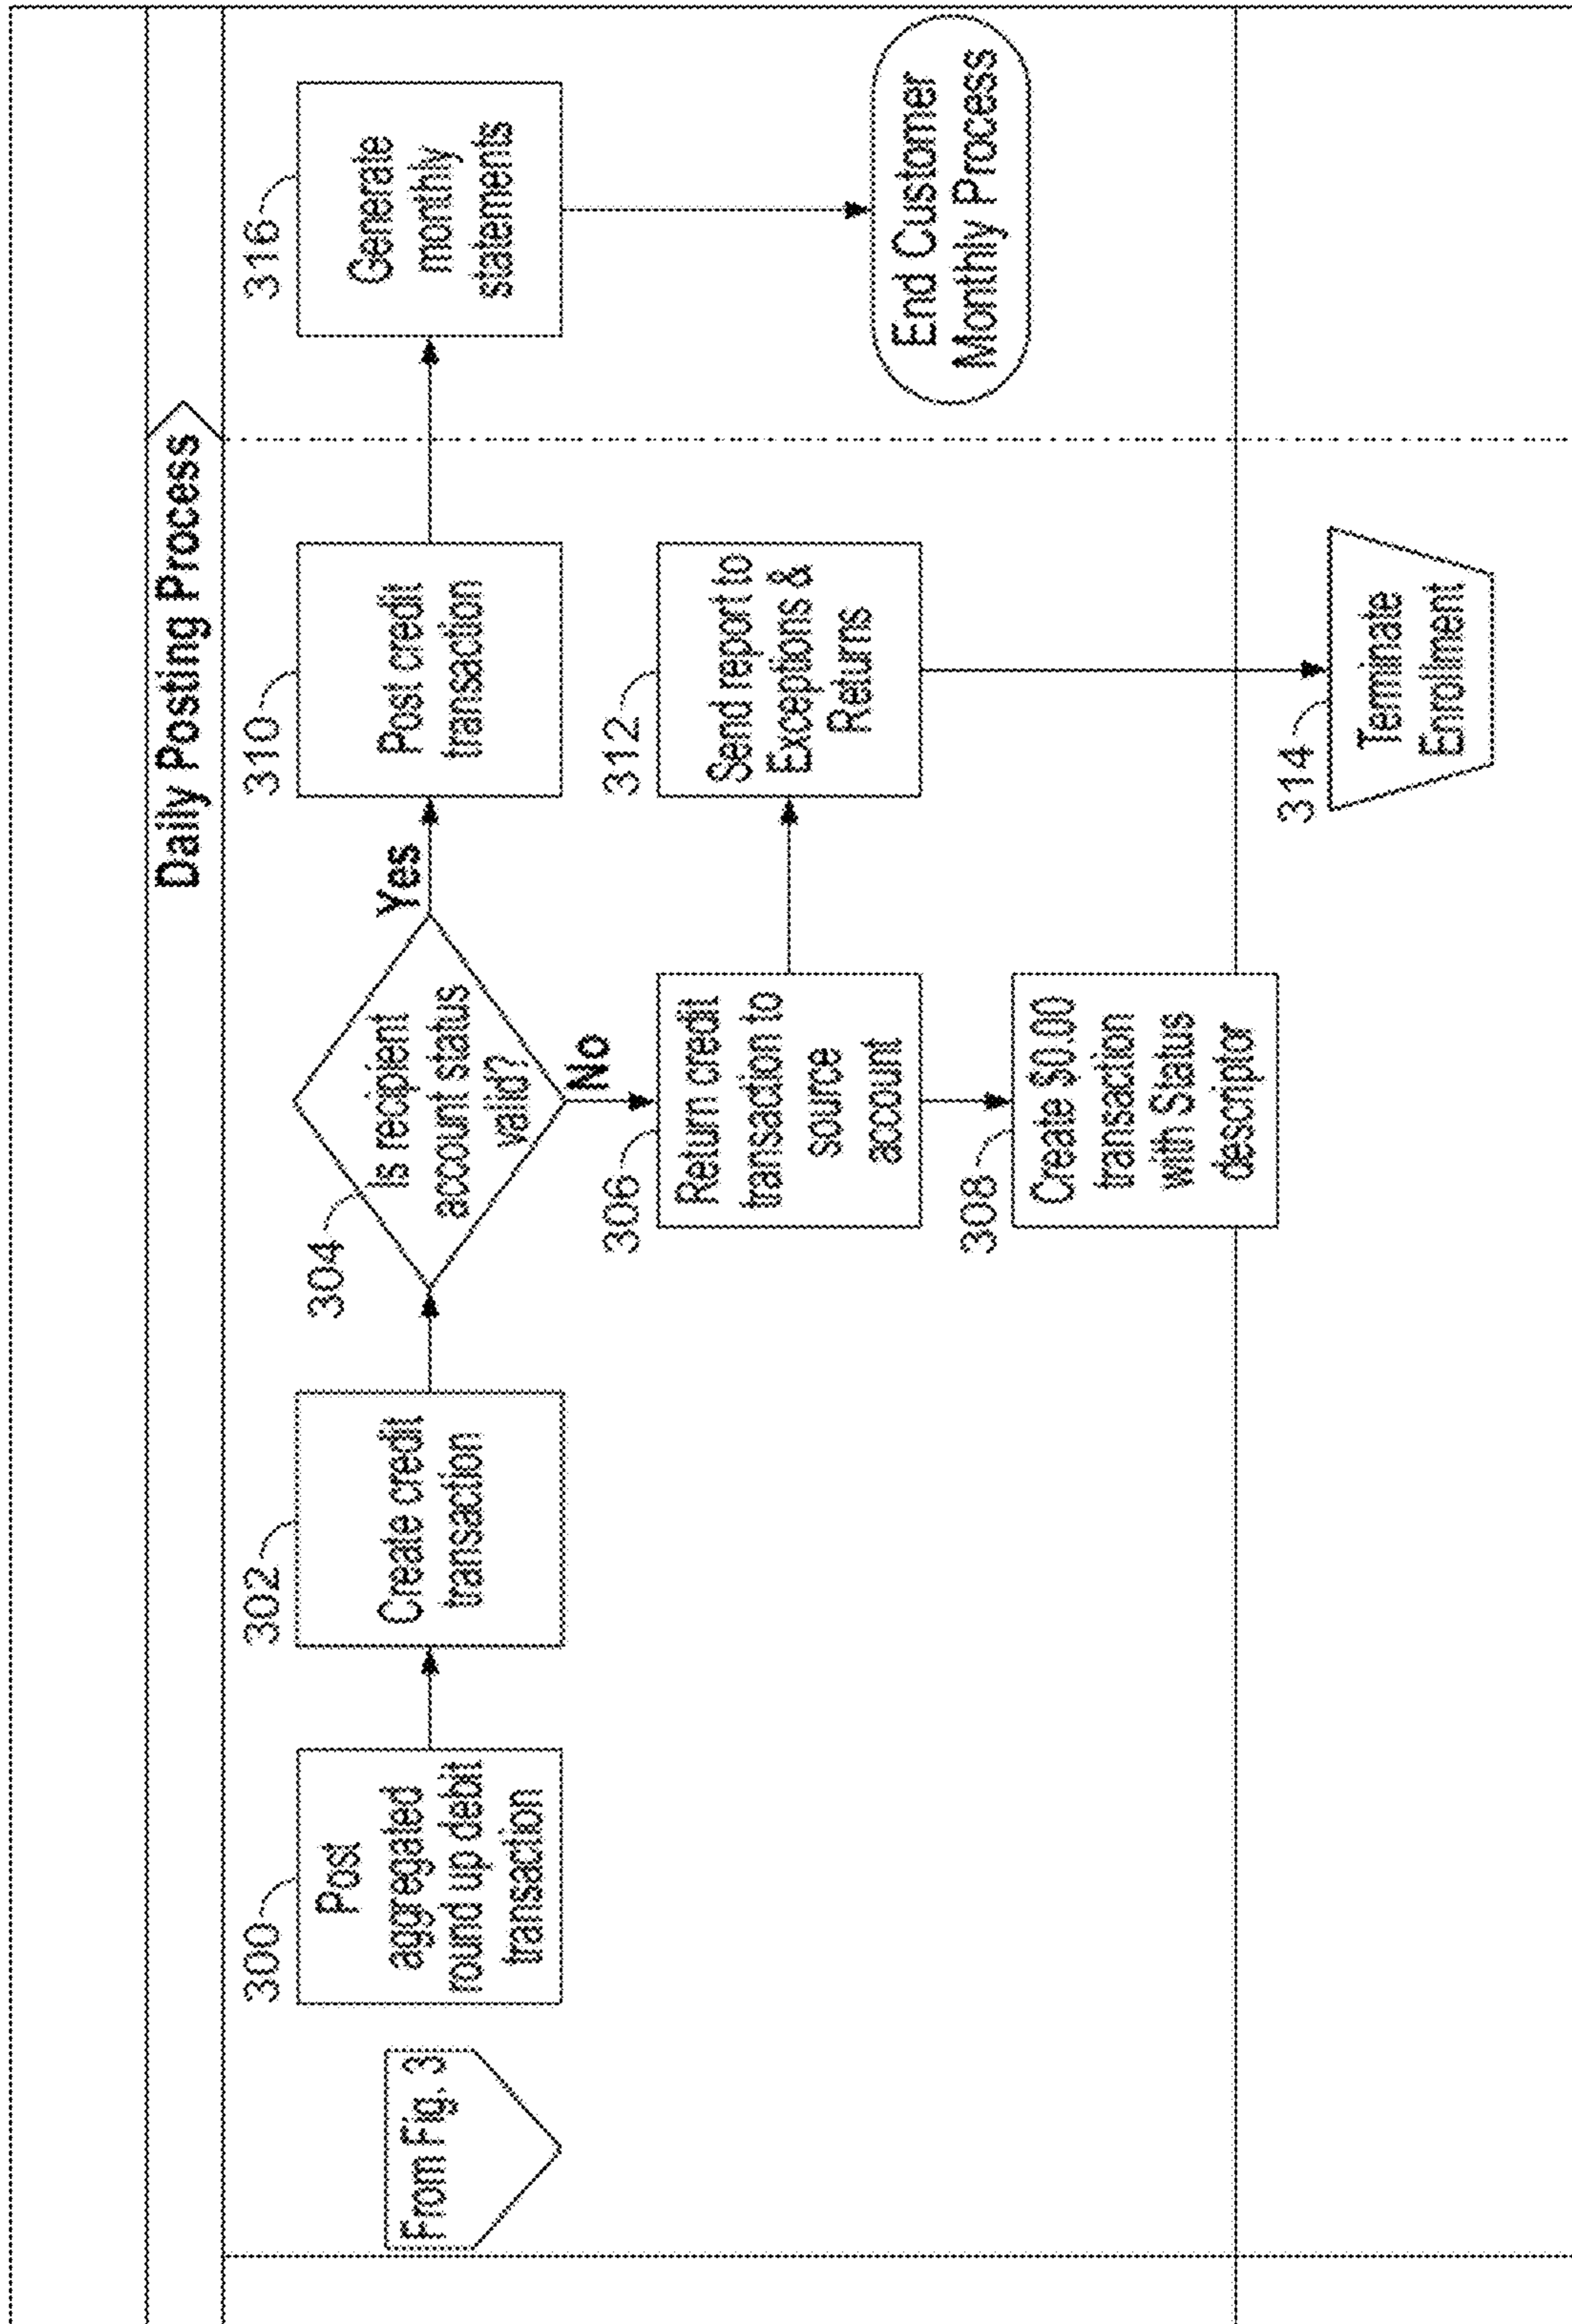 Daily Posting Process
From Fig. 3
300
Post
aggregated
round up debit
transaction
302
Create credit
transaction
304
Is recipient
account status
valid?
Yes
No
310
Post credit
transaction
316
Generate
monthly
statements
306
Return credit
transaction to
source
account
312
Send report to
Exceptions &
Returns
End Customer
Monthly Process
308
Create $0.00
transaction
with Status
descriptor
314
Terminate
Enrollment